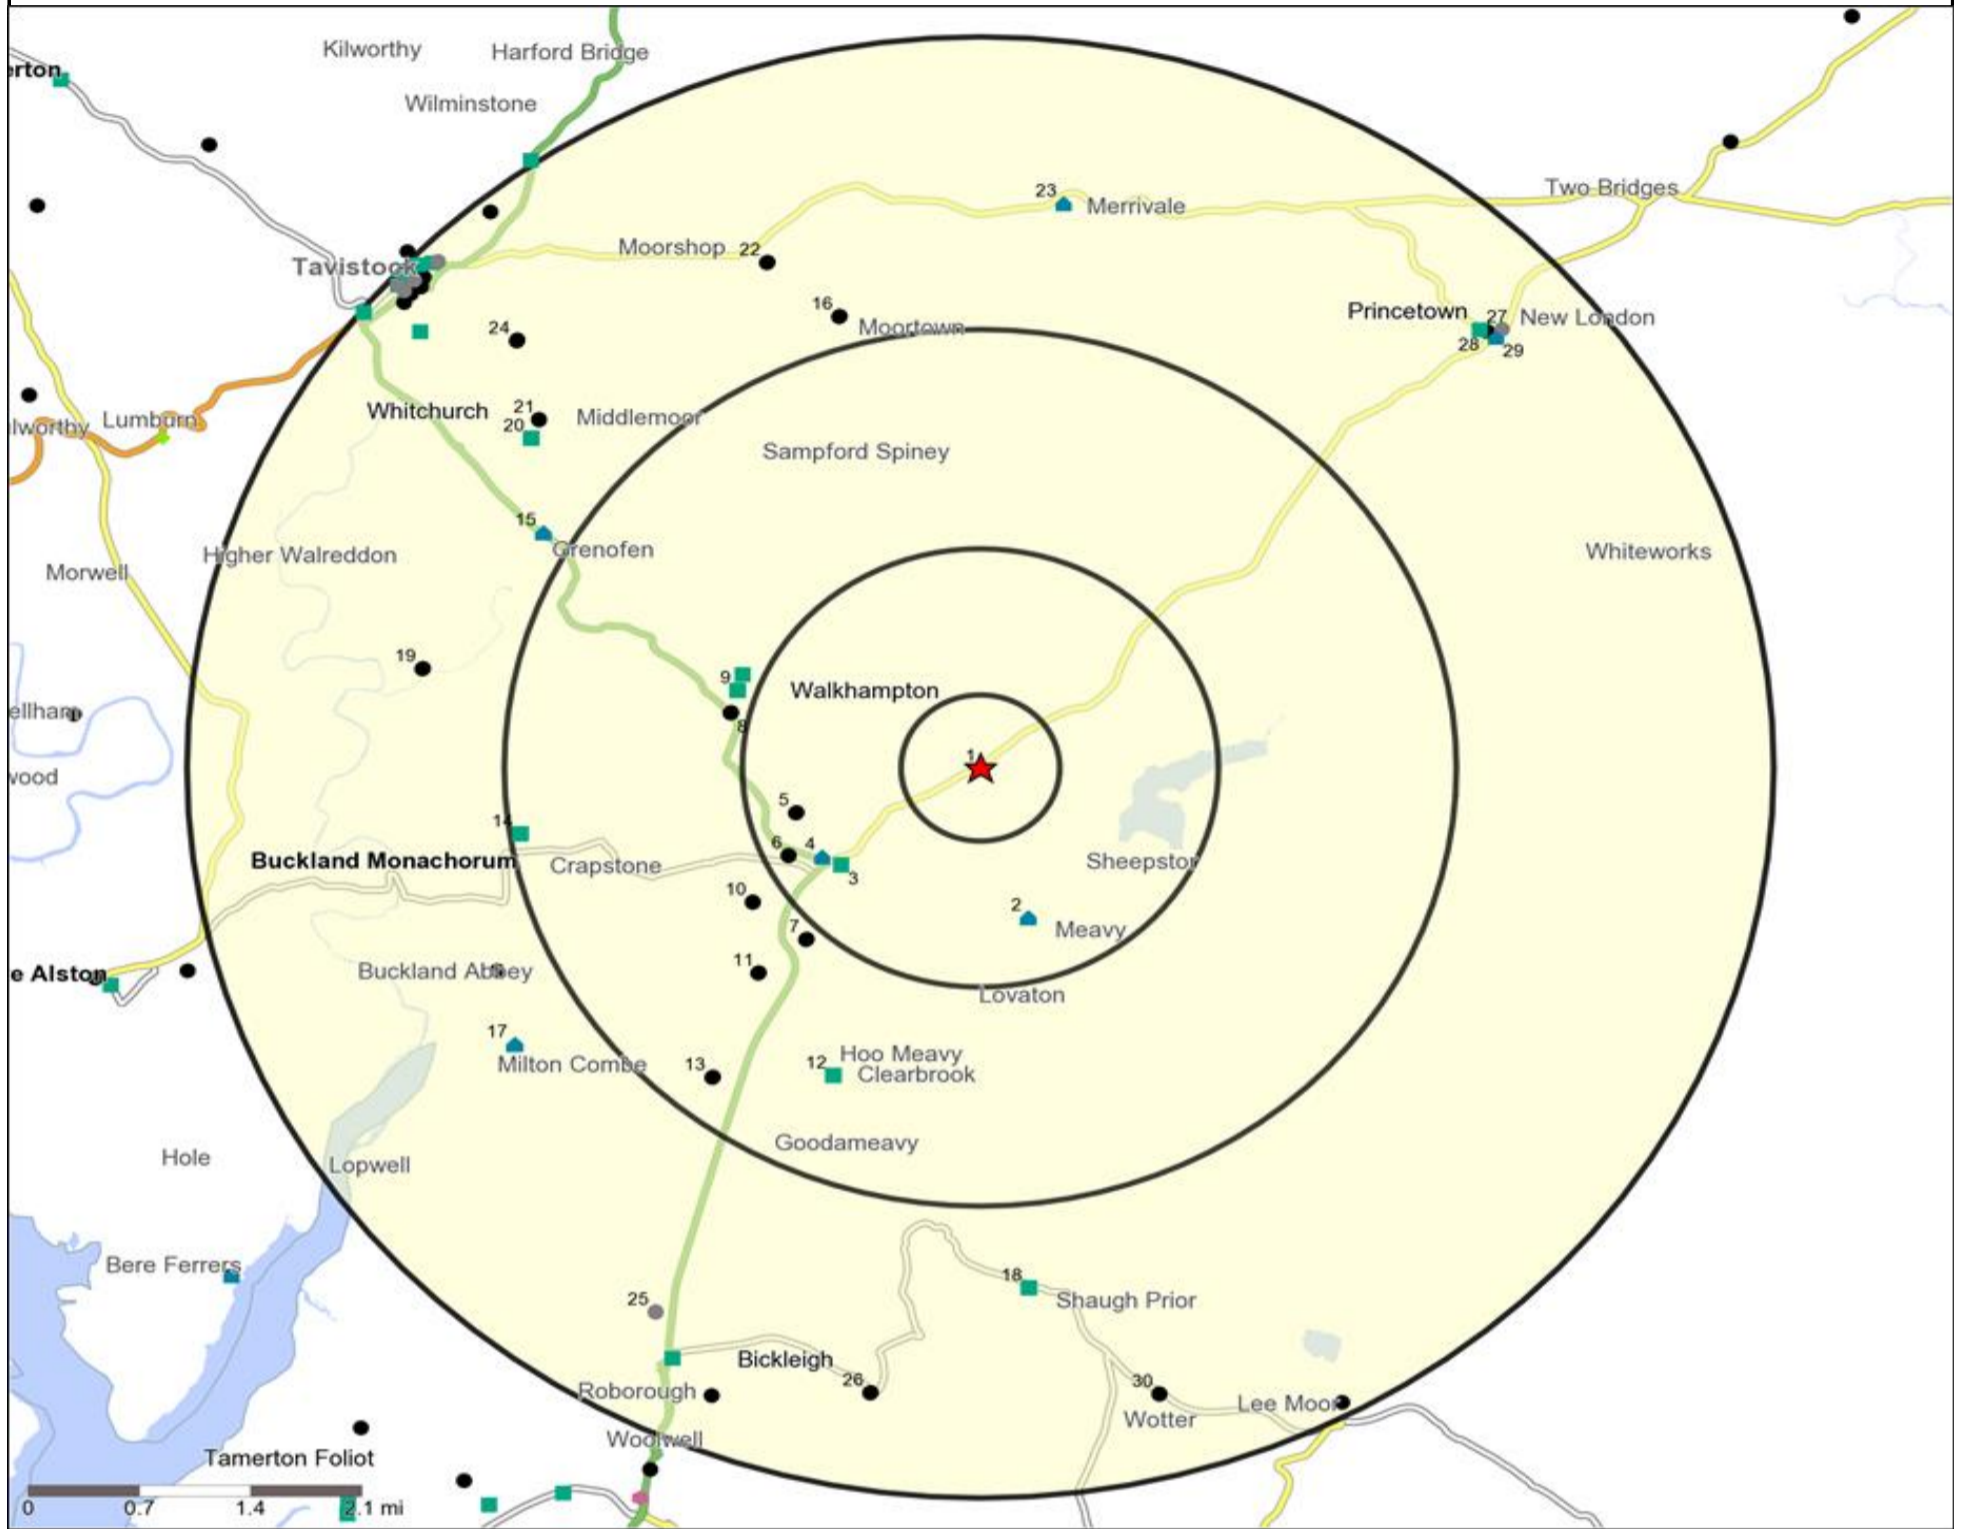 Kilworthy
Harford Bridge
erton
Wilminstone
Two Bridges
23
Merrivale
Moorshop
22
Tavistock
16
Moortown
Princetown
27
New London
28
29
24
Whitchurch
21
Middlemoor
20
lworthy
Lumburn
Sampford Spiney
15
Grenofen
Higher Walreddon
Whiteworks
Morwell
19
9
Walkhampton
ellham
8
1
wood
5
14
6
4
Buckland Monachorum
Crapstone
3
Sheepstor
10
2
Meavy
7
11
e Alston
Buckland Abbey
Lovaton
17
Milton Combe
13
12
Hoo Meavy
Clearbrook
Goodameavy
Hole
Lopwell
Bere Ferrers
18
Shaugh Prior
25
Bickleigh
26
Roborough
30
Lee Moor
Wotter
Woolwell
Tamerton Foliot
0
0.7
1.4
2.1 mi